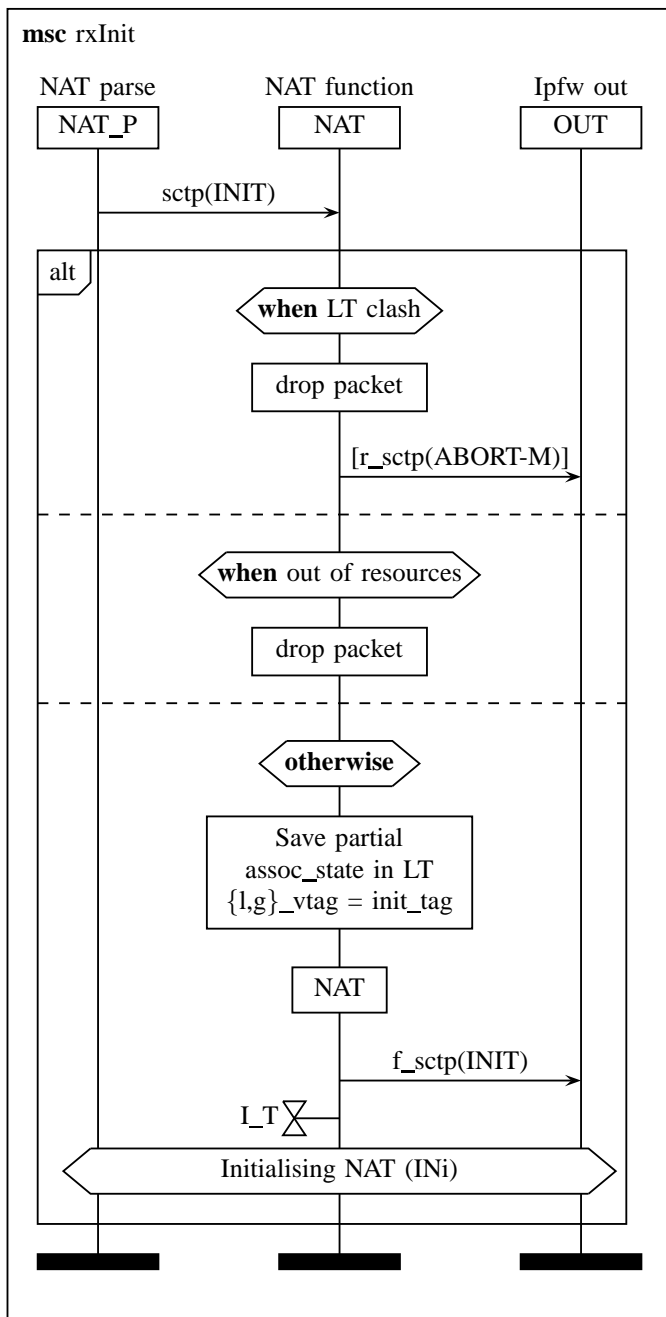 msc rxInit
NAT parse NAT function Ipfw out
NAT_P NAT OUT
sctp(INIT)
alt
when LT clash
drop packet
[r_sctp(ABORT-M)]
when out of resources
drop packet
otherwise
Save partial
assoc_state in LT
{l,g}_vtag = init_tag
NAT
f_sctp(INIT)
I_T
Initialising NAT (INi)